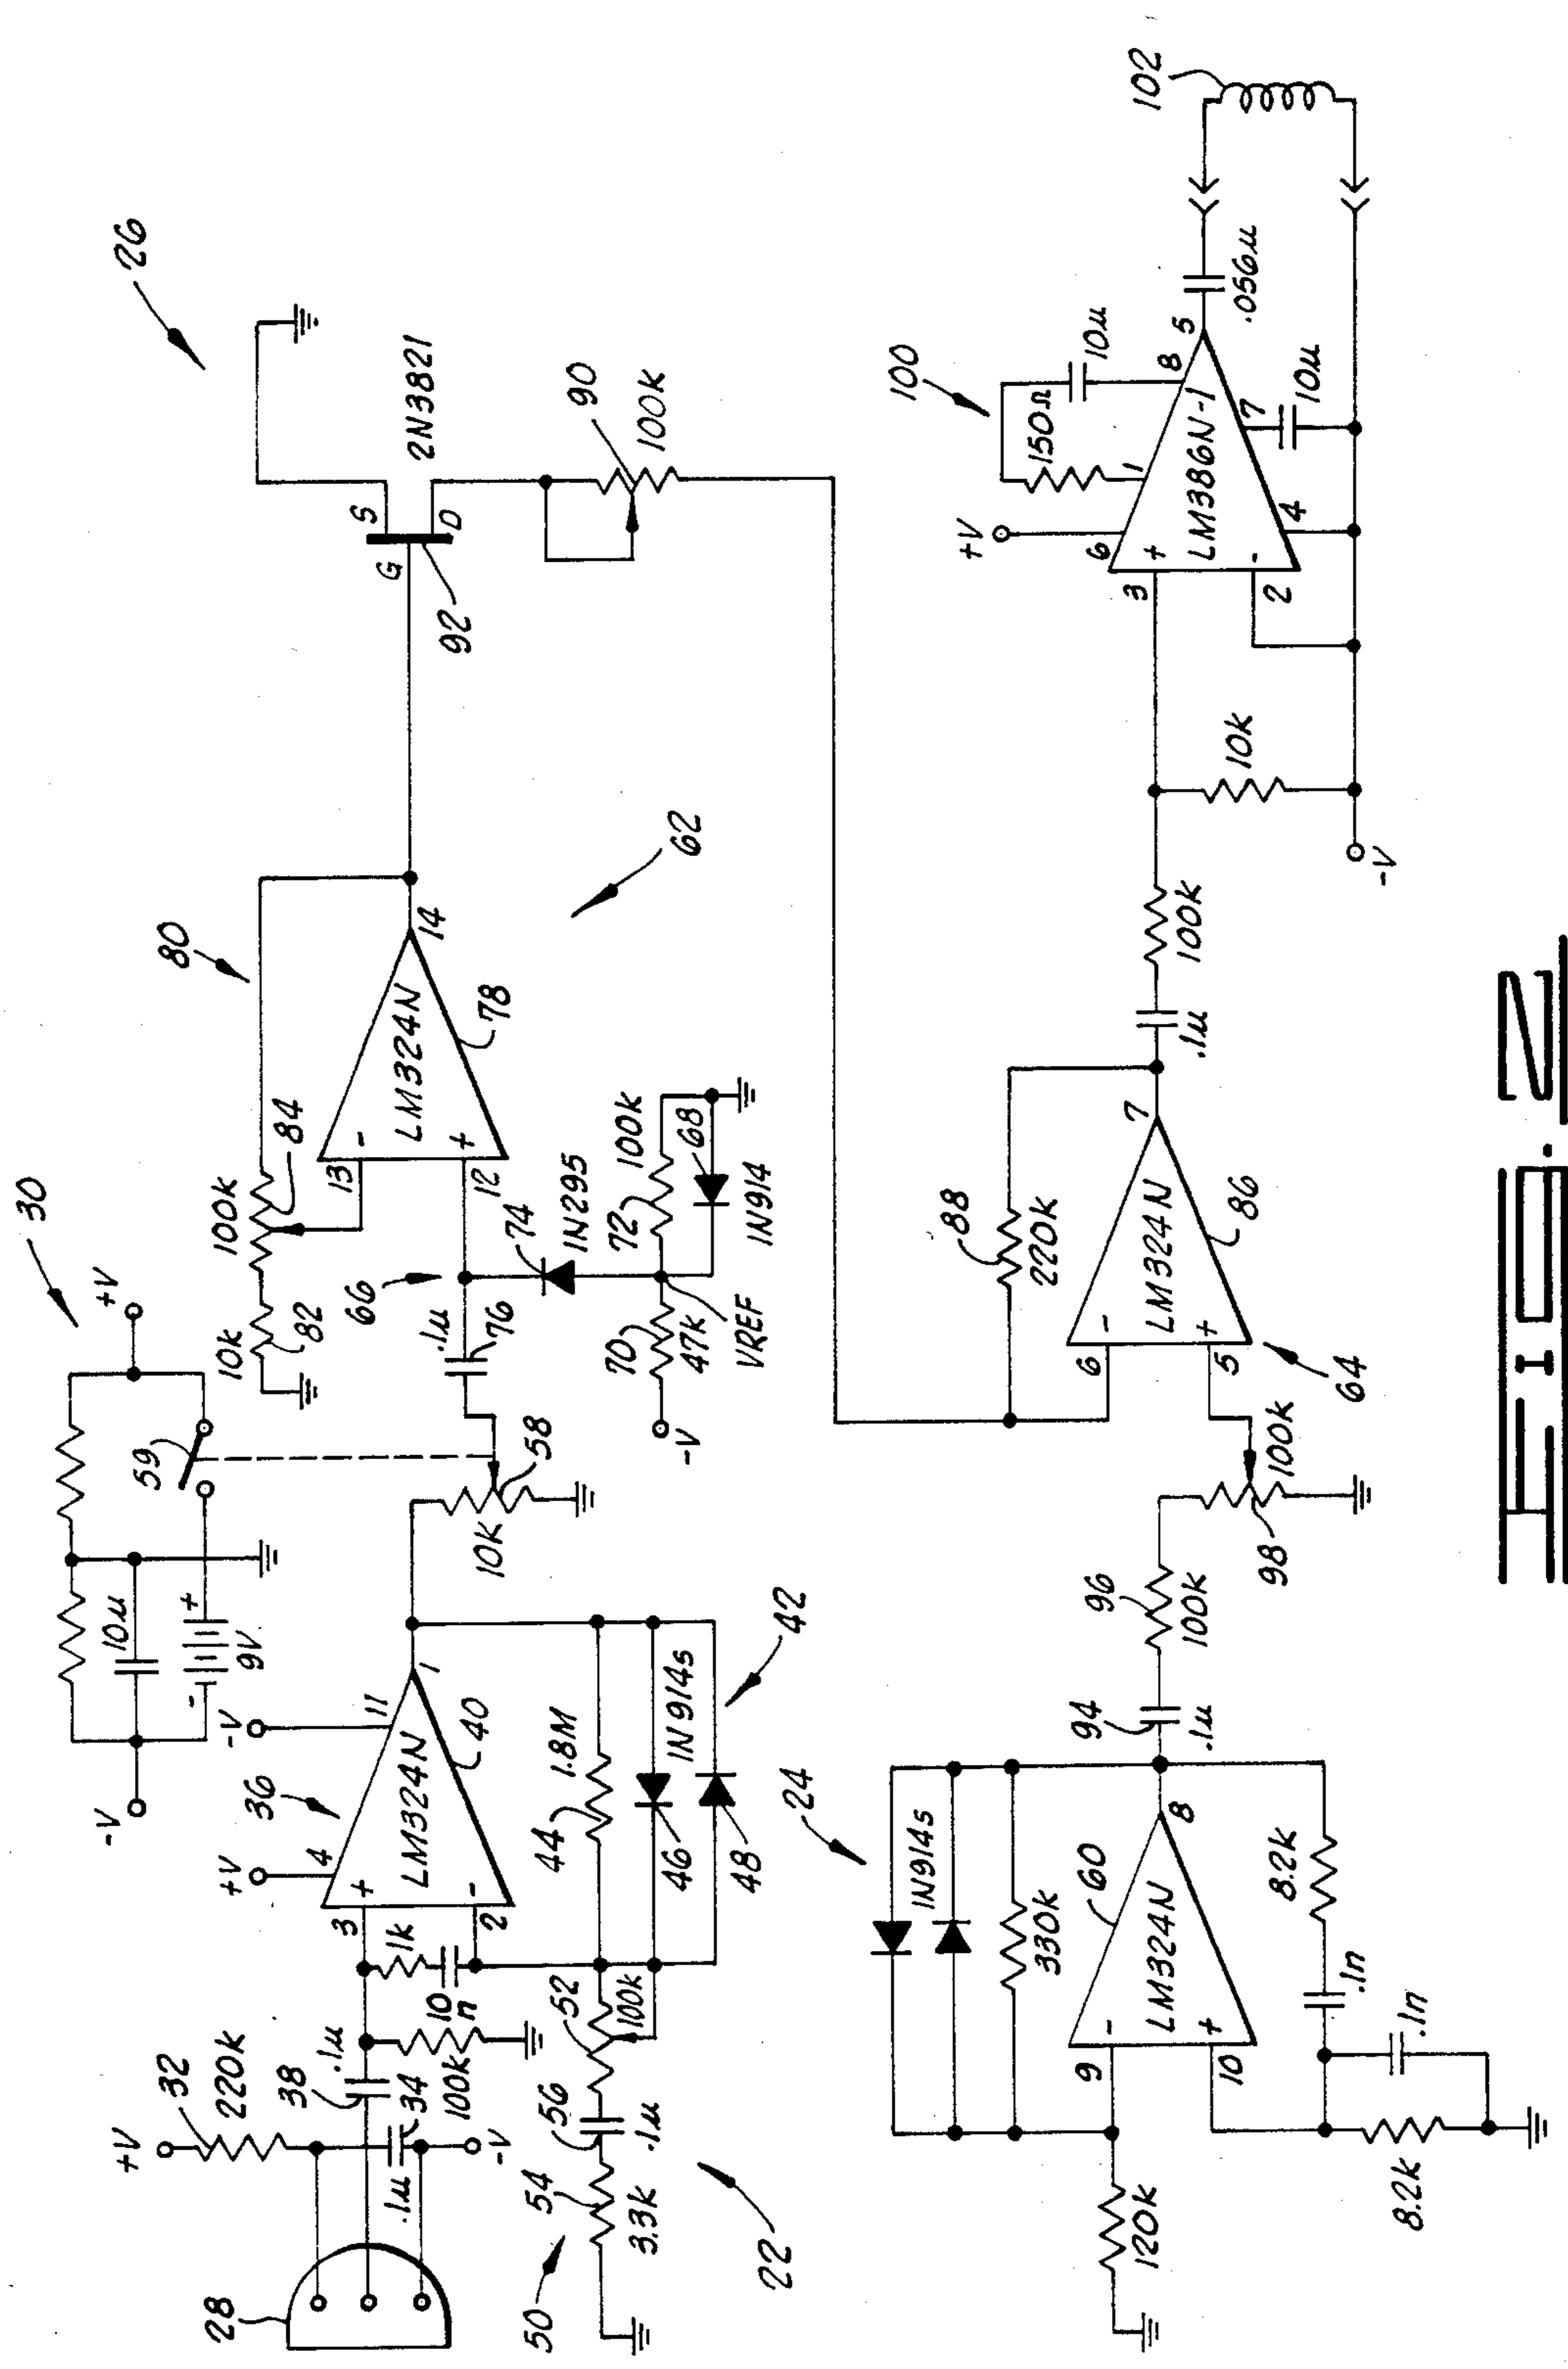 30
26
+V
59
10µ
+
-
9V
-V
80
10k
82
100k
84
13
-
LM324N
+
12
14
78
62
66
.1µ
76
74
1N295
72
100k
68
1N914
70
47k
VREF
-V
G
S
D
2N3821
92
90
100k
28
+V
32
220k
38
.1µ
34
.1µ
-V
100k
10
n
1k
3
+
2
-
+V
4
36
LM324N
40
-V
11
1
10K
58
44
1.8M
46
1N914s
48
42
50
54
3.3k
56
.1µ
52
100k
22
24
1N914s
330k
60
9
-
LM324N
+
10
8
120k
8.2k
.1n
.1n
8.2k
94
.1µ
96
100k
98
100k
88
220k
6
-
LM324N
+
5
7
86
64
.1µ
100k
10k
-V
100
150Ω
10µ
+V
6
1
8
3
+
LM386N-1
-
2
4
7
10µ
5
.056µ
102
FIG. 2